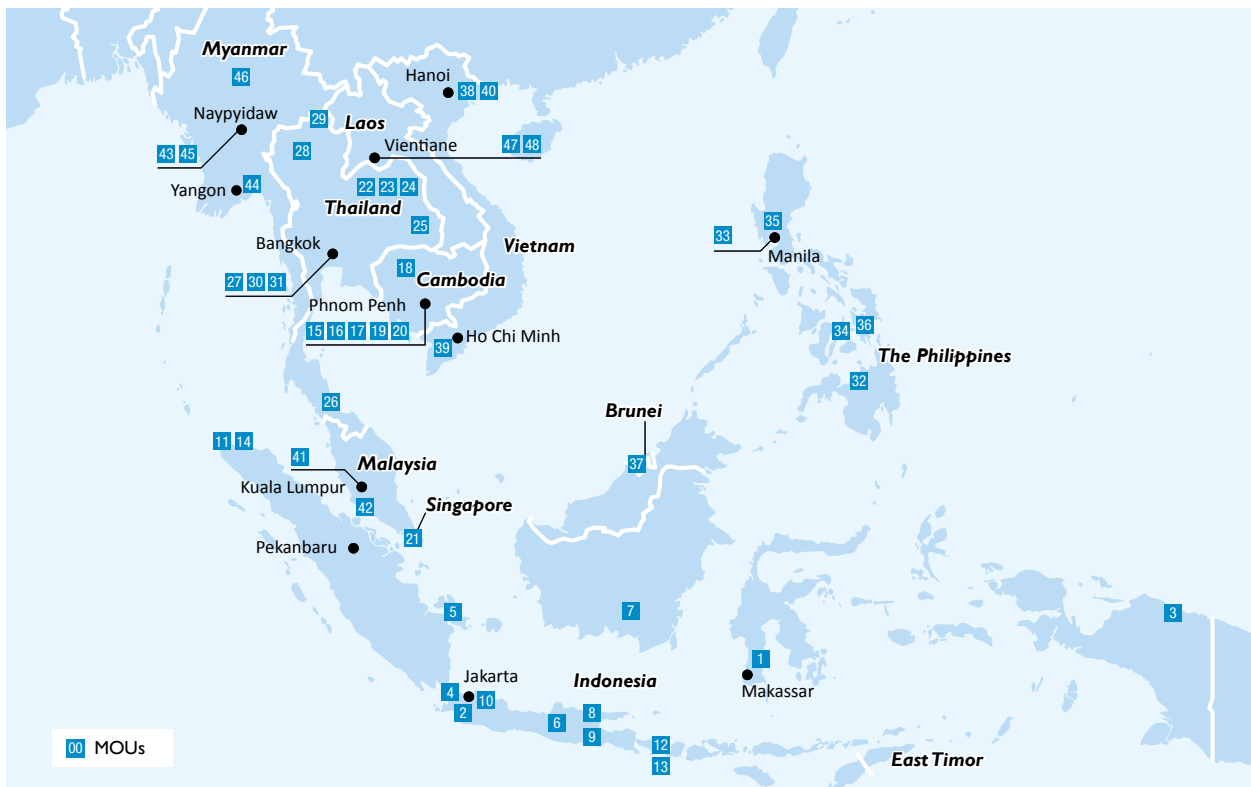 Myanmar
46
Hanoi
38 40
Naypyidaw
29
Laos
28
Vientiane
47 48
43 45
Yangon
44
22 23 24
Thailand
25
Vietnam
Bangkok
27 30 31
18
Cambodia
Phnom Penh
15 16 17 19 20
Ho Chi Minh
39
35
33
Manila
34 36
The Philippines
32
26
Brunei
37
11 14
41
Malaysia
Kuala Lumpur
42
Singapore
21
Pekanbaru
5
7
3
1
Makassar
Indonesia
Jakarta
4
10
2
6
8
9
12
13
East Timor
00 MOUs